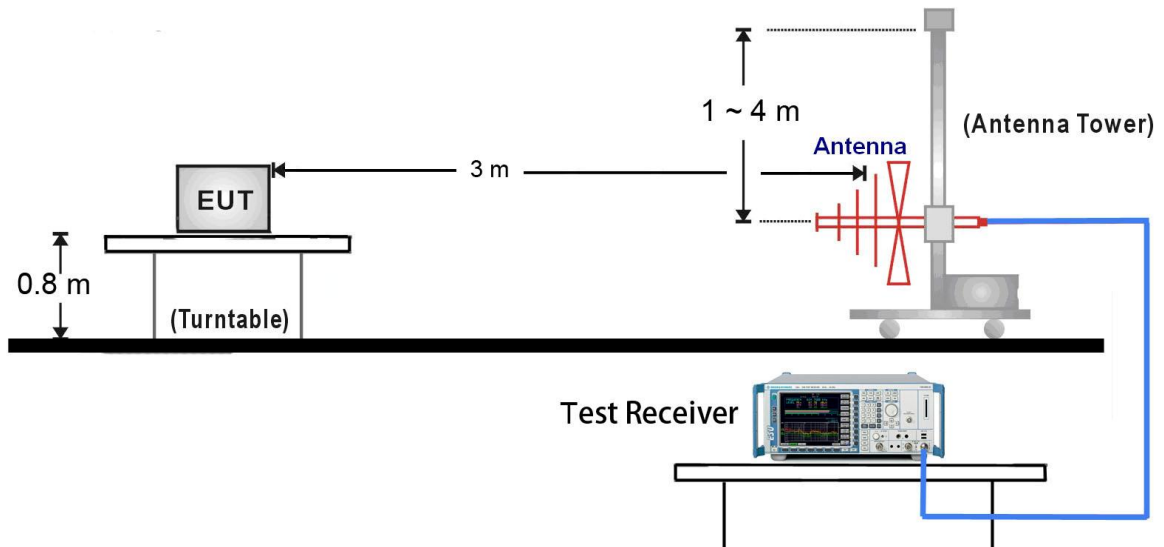 1 ~ 4 m
(Antenna Tower)
Antenna
3 m
EUT
0.8 m
(Turntable)
Test Receiver